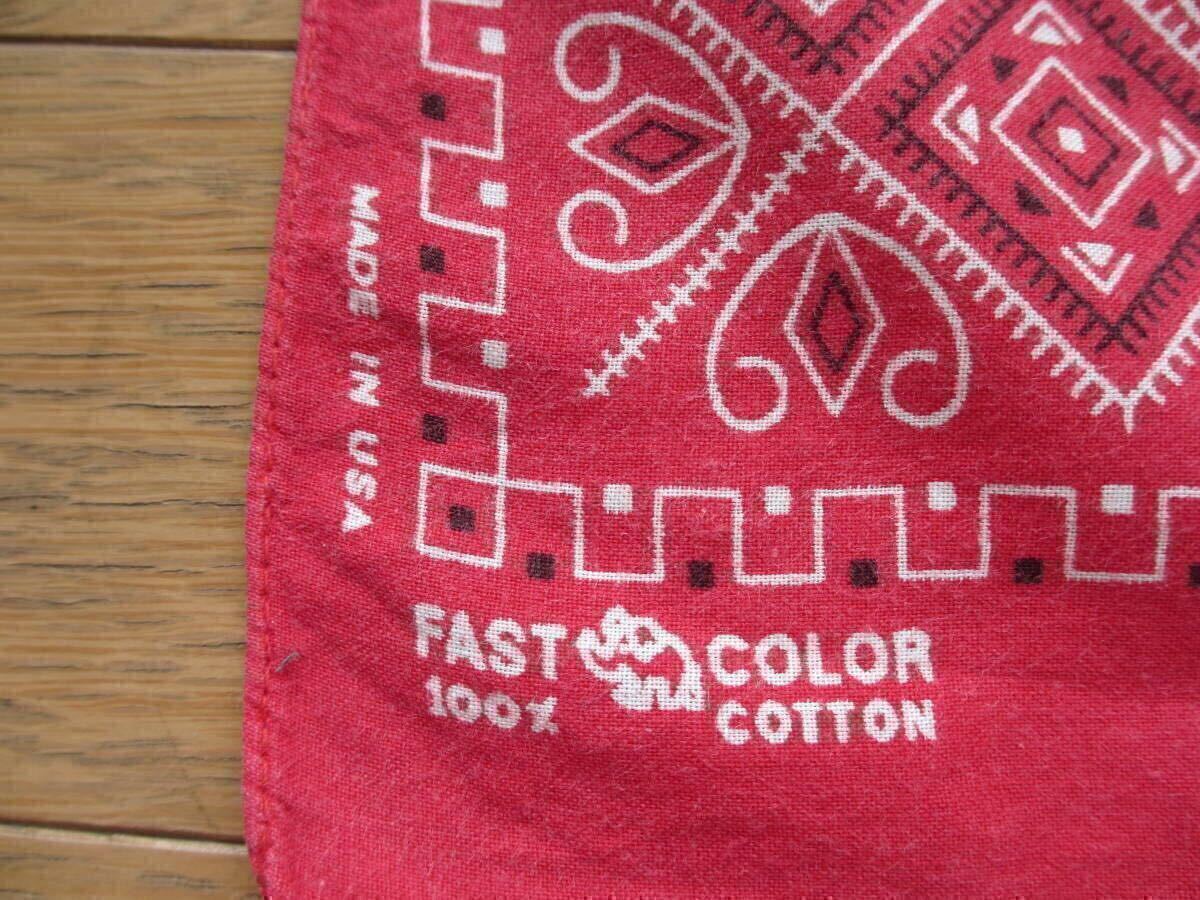 MADE IN USA
FAST COLOR
100% COTTON